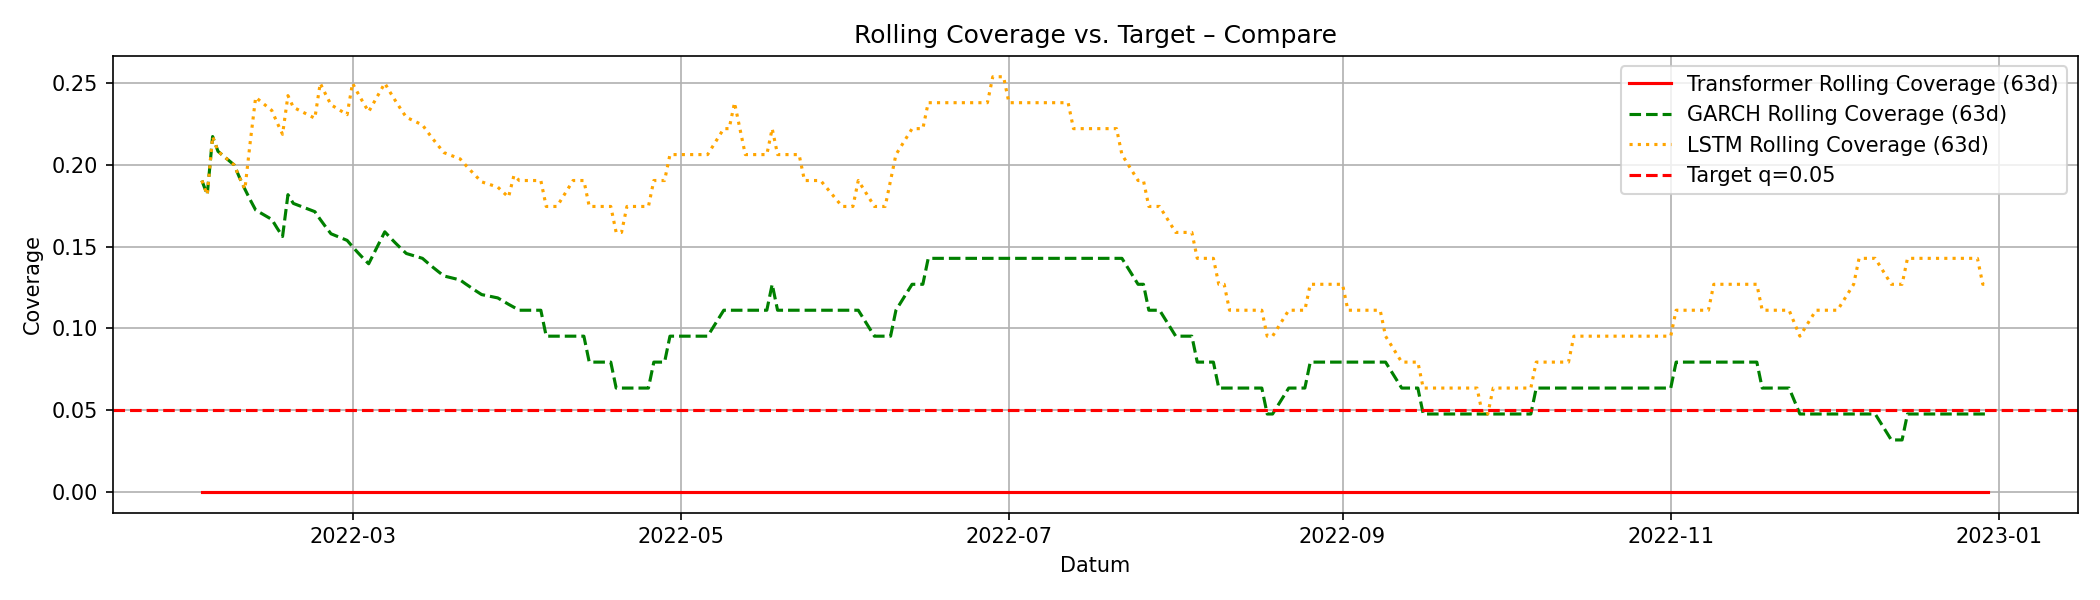 Rolling Coverage vs. Target – Compare
Coverage
0.25
0.20
0.15
0.10
0.05
0.00
Transformer Rolling Coverage (63d)
GARCH Rolling Coverage (63d)
LSTM Rolling Coverage (63d)
Target q=0.05
2022-03
2022-05
2022-07
2022-09
2022-11
2023-01
Datum